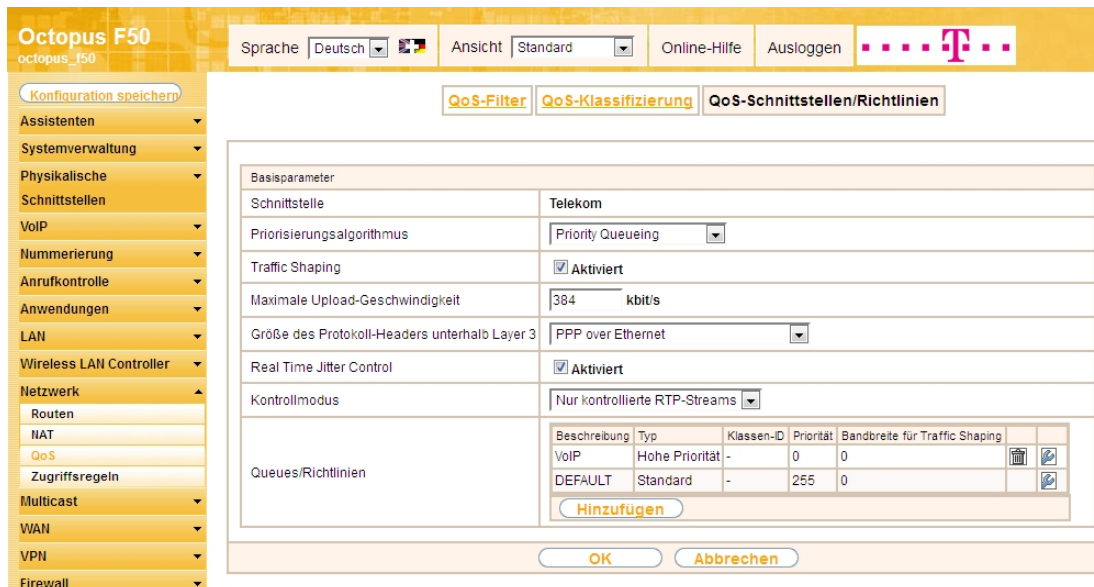 Octopus F50
octopus_f50
Sprache Deutsch Ansicht Standard Online-Hilfe Ausloggen T
Konfiguration speichern
Assistenten
Systemverwaltung
Physikalische
Schnittstellen
VoIP
Nummerierung
Anrufkontrolle
Anwendungen
LAN
Wireless LAN Controller
Netzwerk
Routen
NAT
QoS
Zugriffsregeln
Multicast
WAN
VPN
Firewall
QoS-Filter QoS-Klassifizierung QoS-Schnittstellen/Richtlinien
Basisparameter
Schnittstelle Telekom
Priorisierungsalgorithmus Priority Queueing
Traffic Shaping Aktiviert
Maximale Upload-Geschwindigkeit 384 kbit/s
Größe des Protokoll-Headers unterhalb Layer 3 PPP over Ethernet
Real Time Jitter Control Aktiviert
Kontrollmodus Nur kontrollierte RTP-Streams
Queues/Richtlinien
Beschreibung Typ Klassen-ID Priorität Bandbreite für Traffic Shaping
VoIP Hohe Priorität - 0 0
DEFAULT Standard - 255 0
Hinzufügen
OK Abbrechen